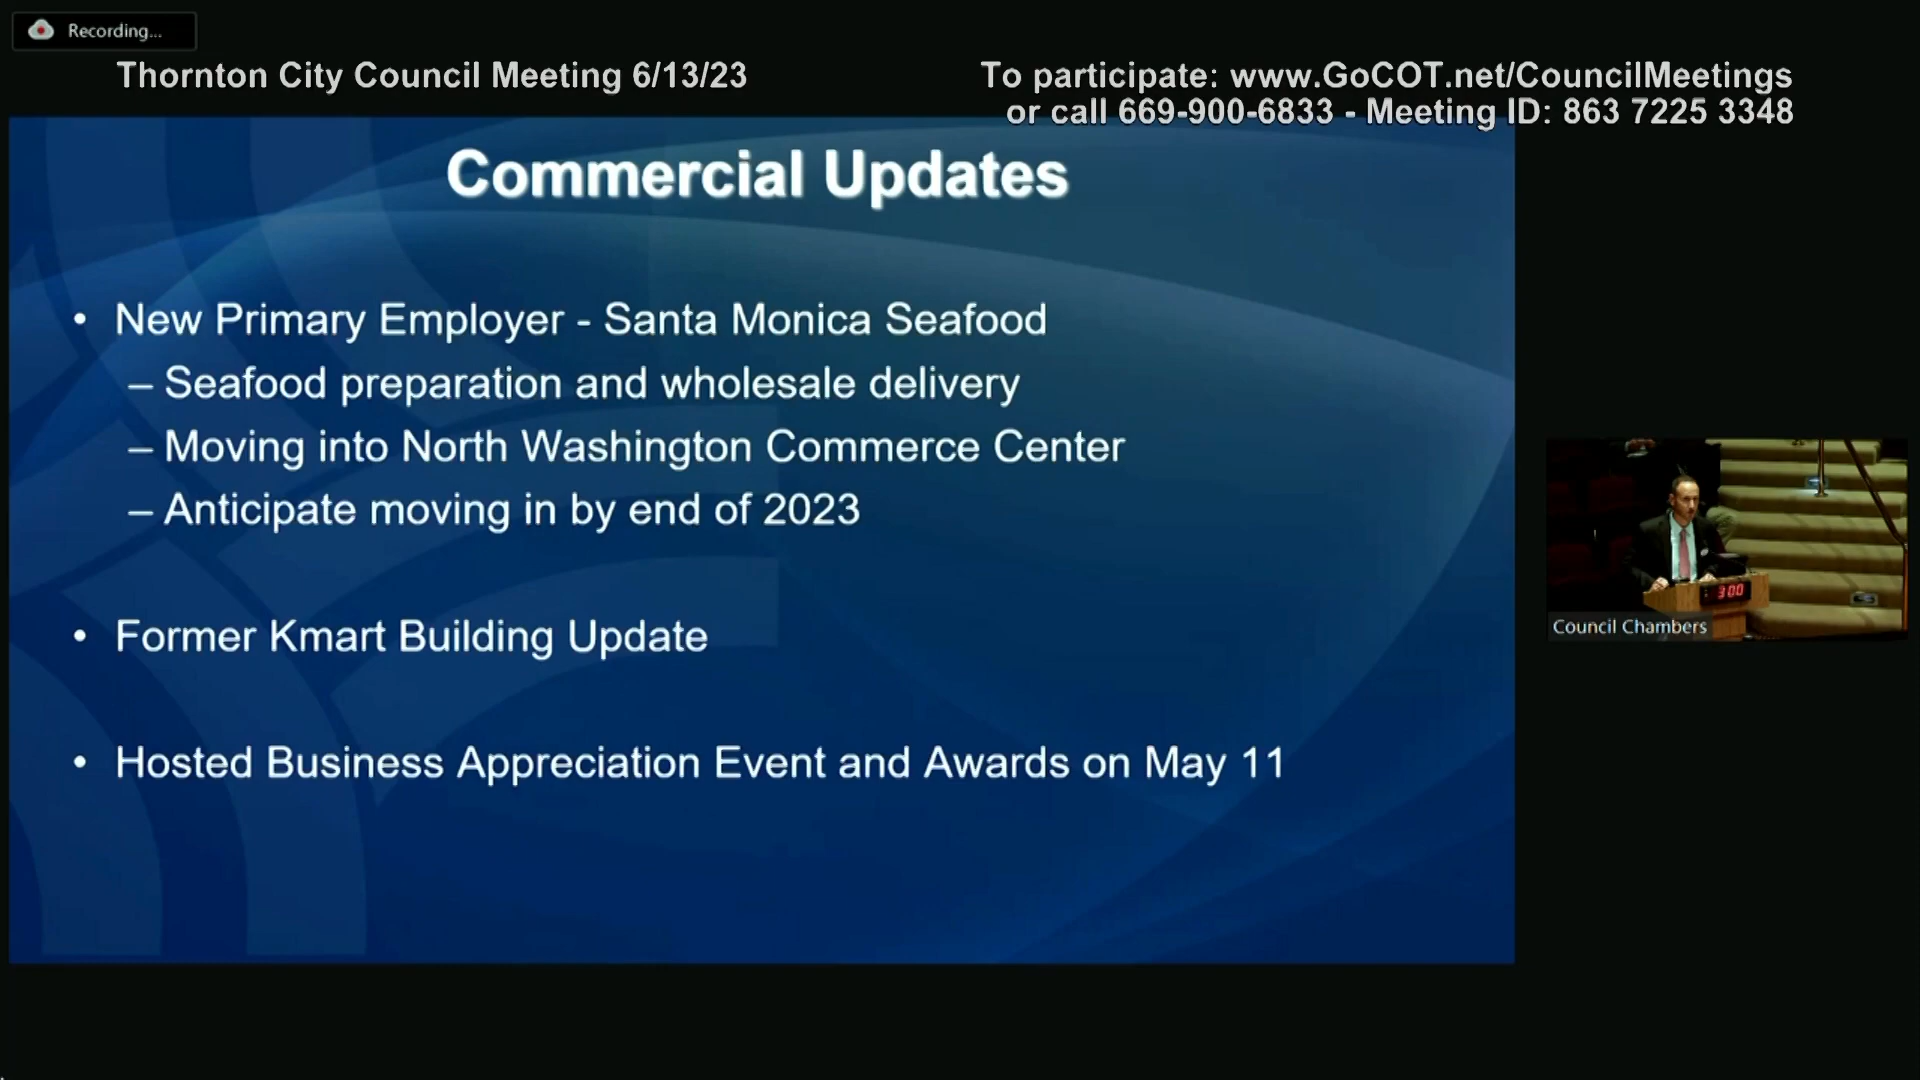 Recording...
Thornton City Council Meeting 6/13/23
To participate: www.GoCOT.net/CouncilMeetings
or call 669-900-6833 - Meeting ID: 863 7225 3348
Commercial Updates
• New Primary Employer - Santa Monica Seafood
– Seafood preparation and wholesale delivery
– Moving into North Washington Commerce Center
– Anticipate moving in by end of 2023
• Former Kmart Building Update
• Hosted Business Appreciation Event and Awards on May 11
300
Council Chambers